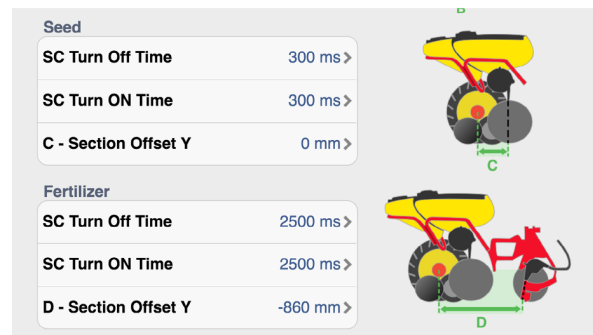 B
Seed
SC Turn Off Time 300 ms
SC Turn ON Time 300 ms
C - Section Offset Y 0 mm
C
Fertilizer
SC Turn Off Time 2500 ms
SC Turn ON Time 2500 ms
D - Section Offset Y -860 mm
D